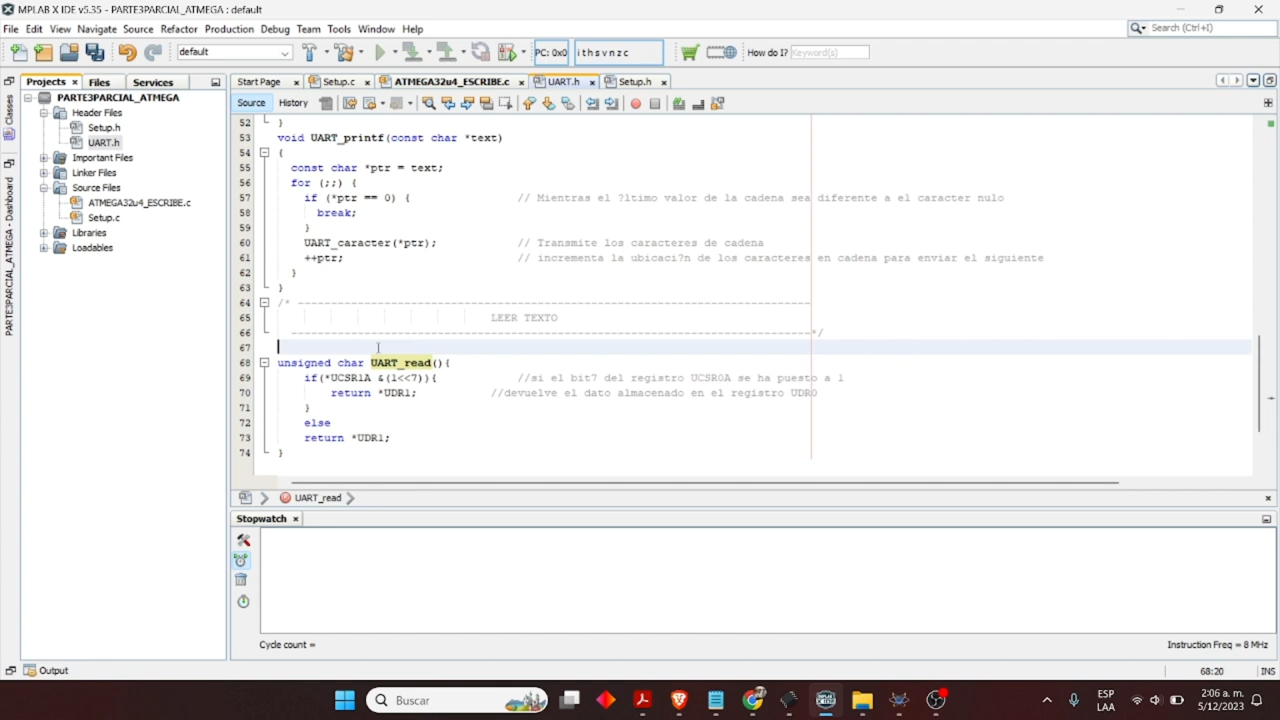 MPLAB X IDE v5.35 - PARTE3PARCIAL_ATMEGA : default
File Edit View Navigate Source Refactor Production Debug Team Tools Window Help
Search (Ctrl+I)
default
PC: 0x0
i t h s v n z c
How do I?
Keyword(s)
Projects
Files
Services
Start Page
Setup.c
ATMEGA32u4_ESCRIBE.c
UART.h
Setup.h
Classes
PARTE3PARCIAL_ATMEGA - Dashboard
PARTE3PARCIAL_ATMEGA
Header Files
Setup.h
UART.h
Important Files
Linker Files
Source Files
ATMEGA32u4_ESCRIBE.c
Setup.c
Libraries
Loadables
Source
History
52 }
53 void UART_printf(const char *text)
54 {
55 const char *ptr = text;
56 for (;;) {
57 if (*ptr == 0) { // Mientras el ?ltimo valor de la cadena sea diferente a el caracter nulo
58 break;
59 }
60 UART_caracter(*ptr); // Transmite los caracteres de cadena
61 ++ptr; // incrementa la ubicaci?n de los caracteres en cadena para enviar el siguiente
62 }
63 }
64 /* -----------------------------------------------------------------------------
65 LEER TEXTO
66 ------------------------------------------------------------------------------*/
67
68 unsigned char UART_read(){
69 if(*UCSR1A &(1<<7)){ //si el bit7 del registro UCSR0A se ha puesto a 1
70 return *UDR1; //devuelve el dato almacenado en el registro UDR0
71 }
72 else
73 return *UDR1;
74 }
UART_read
Stopwatch
Cycle count =
Instruction Freq = 8 MHz
Output
68:20
INS
Buscar
ESP
LAA
2:06 a. m.
5/12/2023